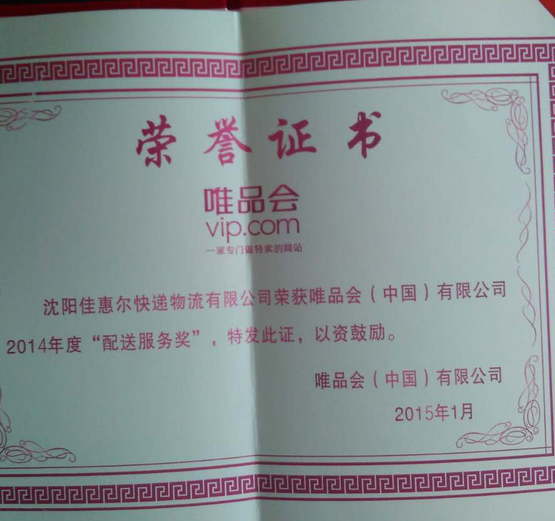 荣誉证书
唯品会
vip.com
一家专门做特卖的网站
沈阳佳惠尔快递物流有限公司荣获唯品会（中国）有限公司
2014年度“配送服务奖”，特发此证，以资鼓励。
唯品会（中国）有限公司
2015年1月